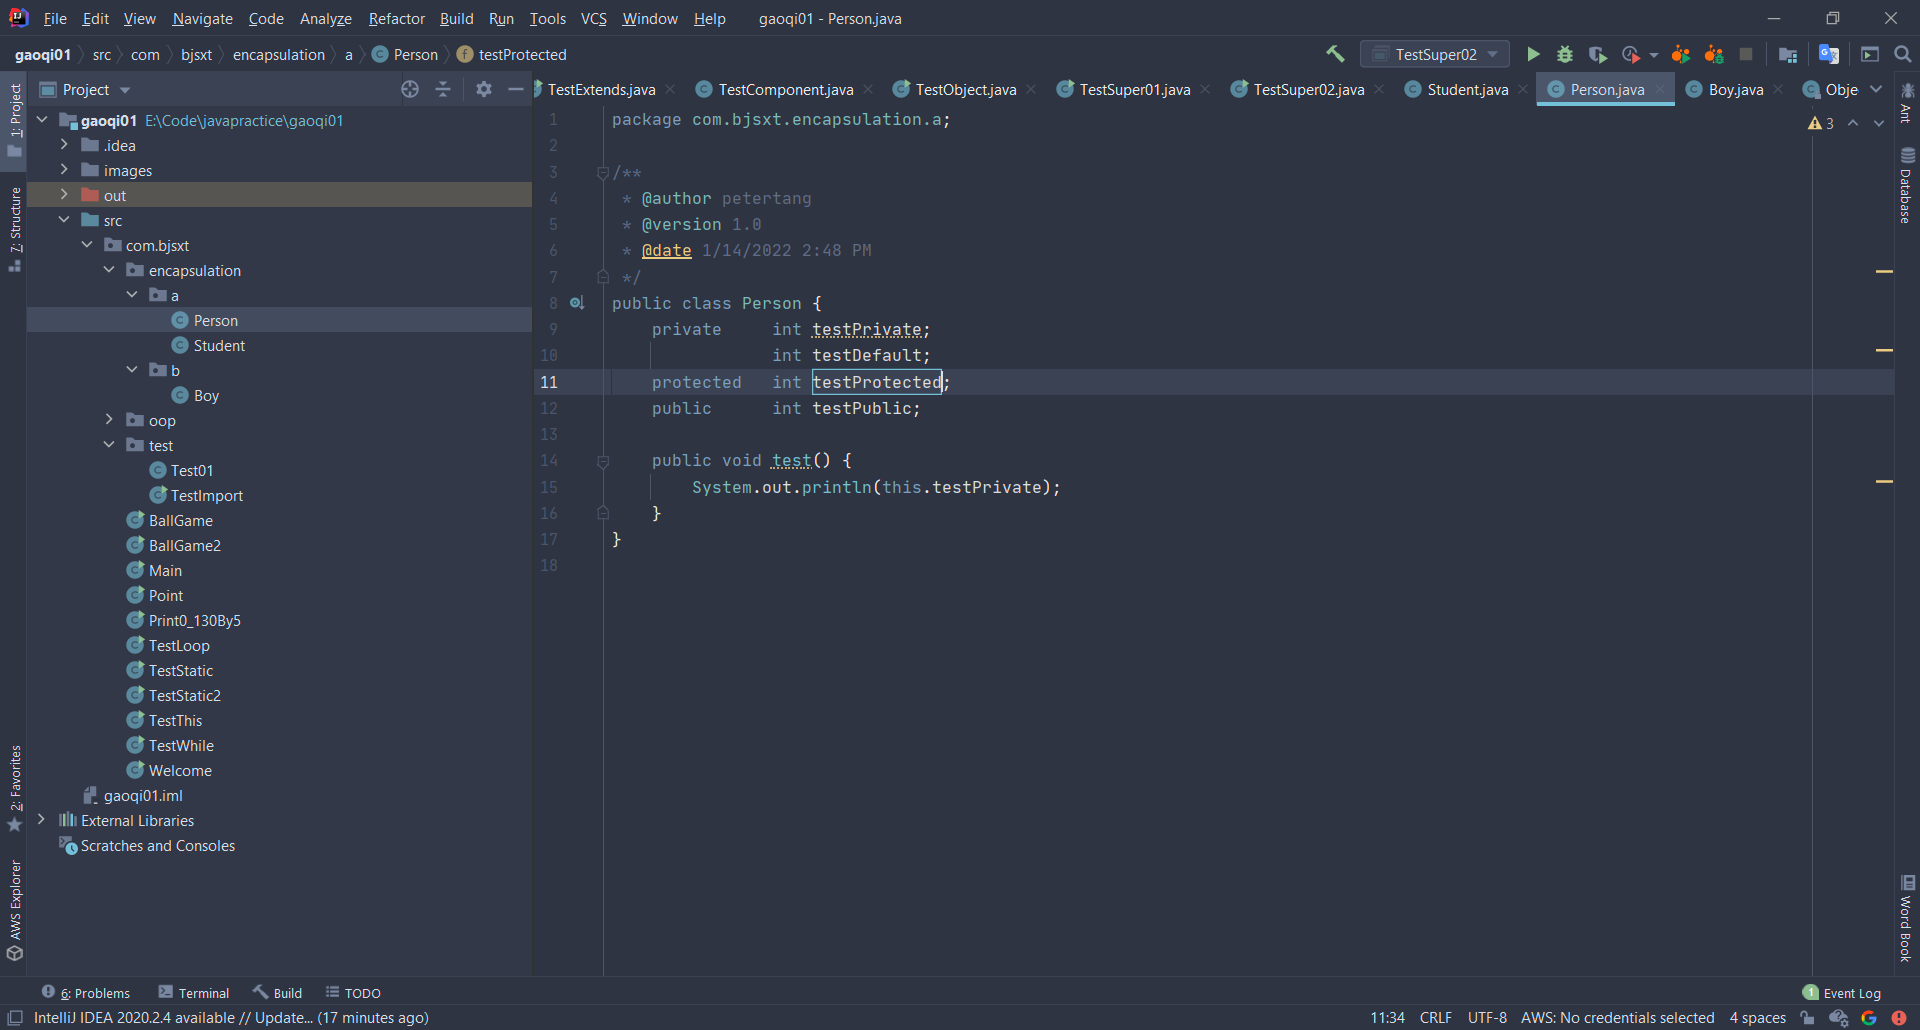 File Edit View Navigate Code Analyze Refactor Build Run Tools VCS Window Help gaoqi01 - Person.java
gaoqi01 src com bjsxt encapsulation a Person testProtected TestSuper02
Project
TestExtends.java TestComponent.java TestObject.java TestSuper01.java TestSuper02.java Student.java Person.java Boy.java Obje
1: Project
7: Structure
2: Favorites
AWS Explorer
gaoqi01 E:\Code\javapractice\gaoqi01
.idea
images
out
src
com.bjsxt
encapsulation
a
Person
Student
b
Boy
oop
test
Test01
TestImport
BallGame
BallGame2
Main
Point
Print0_130By5
TestLoop
TestStatic
TestStatic2
TestThis
TestWhile
Welcome
gaoqi01.iml
External Libraries
Scratches and Consoles
1 package com.bjsxt.encapsulation.a;
2
3 /**
4 * @author petertang
5 * @version 1.0
6 * @date 1/14/2022 2:48 PM
7 */
8 public class Person {
9 private int testPrivate;
10 int testDefault;
11 protected int testProtected;
12 public int testPublic;
13
14 public void test() {
15 System.out.println(this.testPrivate);
16 }
17 }
18
3
Ant
Database
Word Book
6: Problems Terminal Build TODO 1 Event Log
IntelliJ IDEA 2020.2.4 available // Update... (17 minutes ago) 11:34 CRLF UTF-8 AWS: No credentials selected 4 spaces